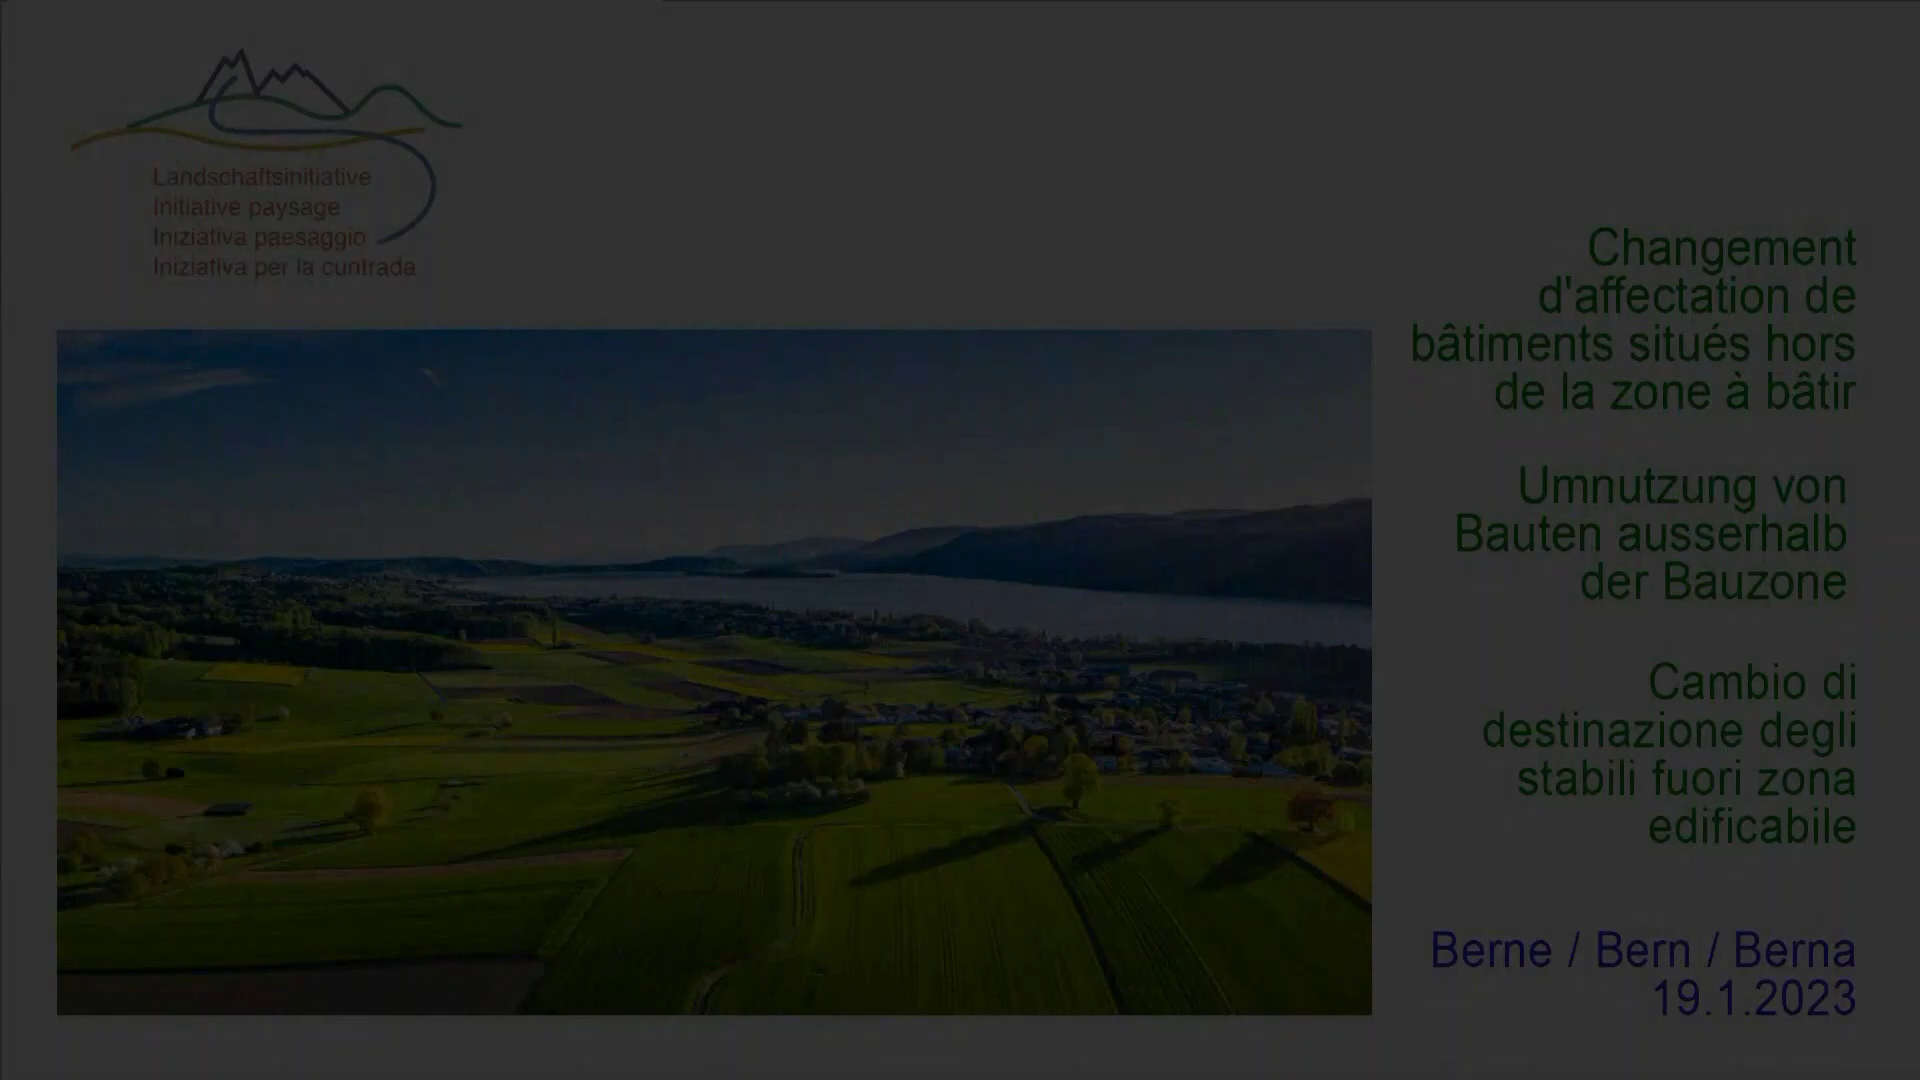 Landschaftsinitiative
Initiative paysage
Iniziativa paesaggio
Iniziativa per la cuntrada
Changement
d'affectation de
bâtiments situés hors
de la zone à bâtir
Umnutzung von
Bauten ausserhalb
der Bauzone
Cambio di
destinazione degli
stabili fuori zona
edificabile
Berne / Bern / Berna
19.1.2023